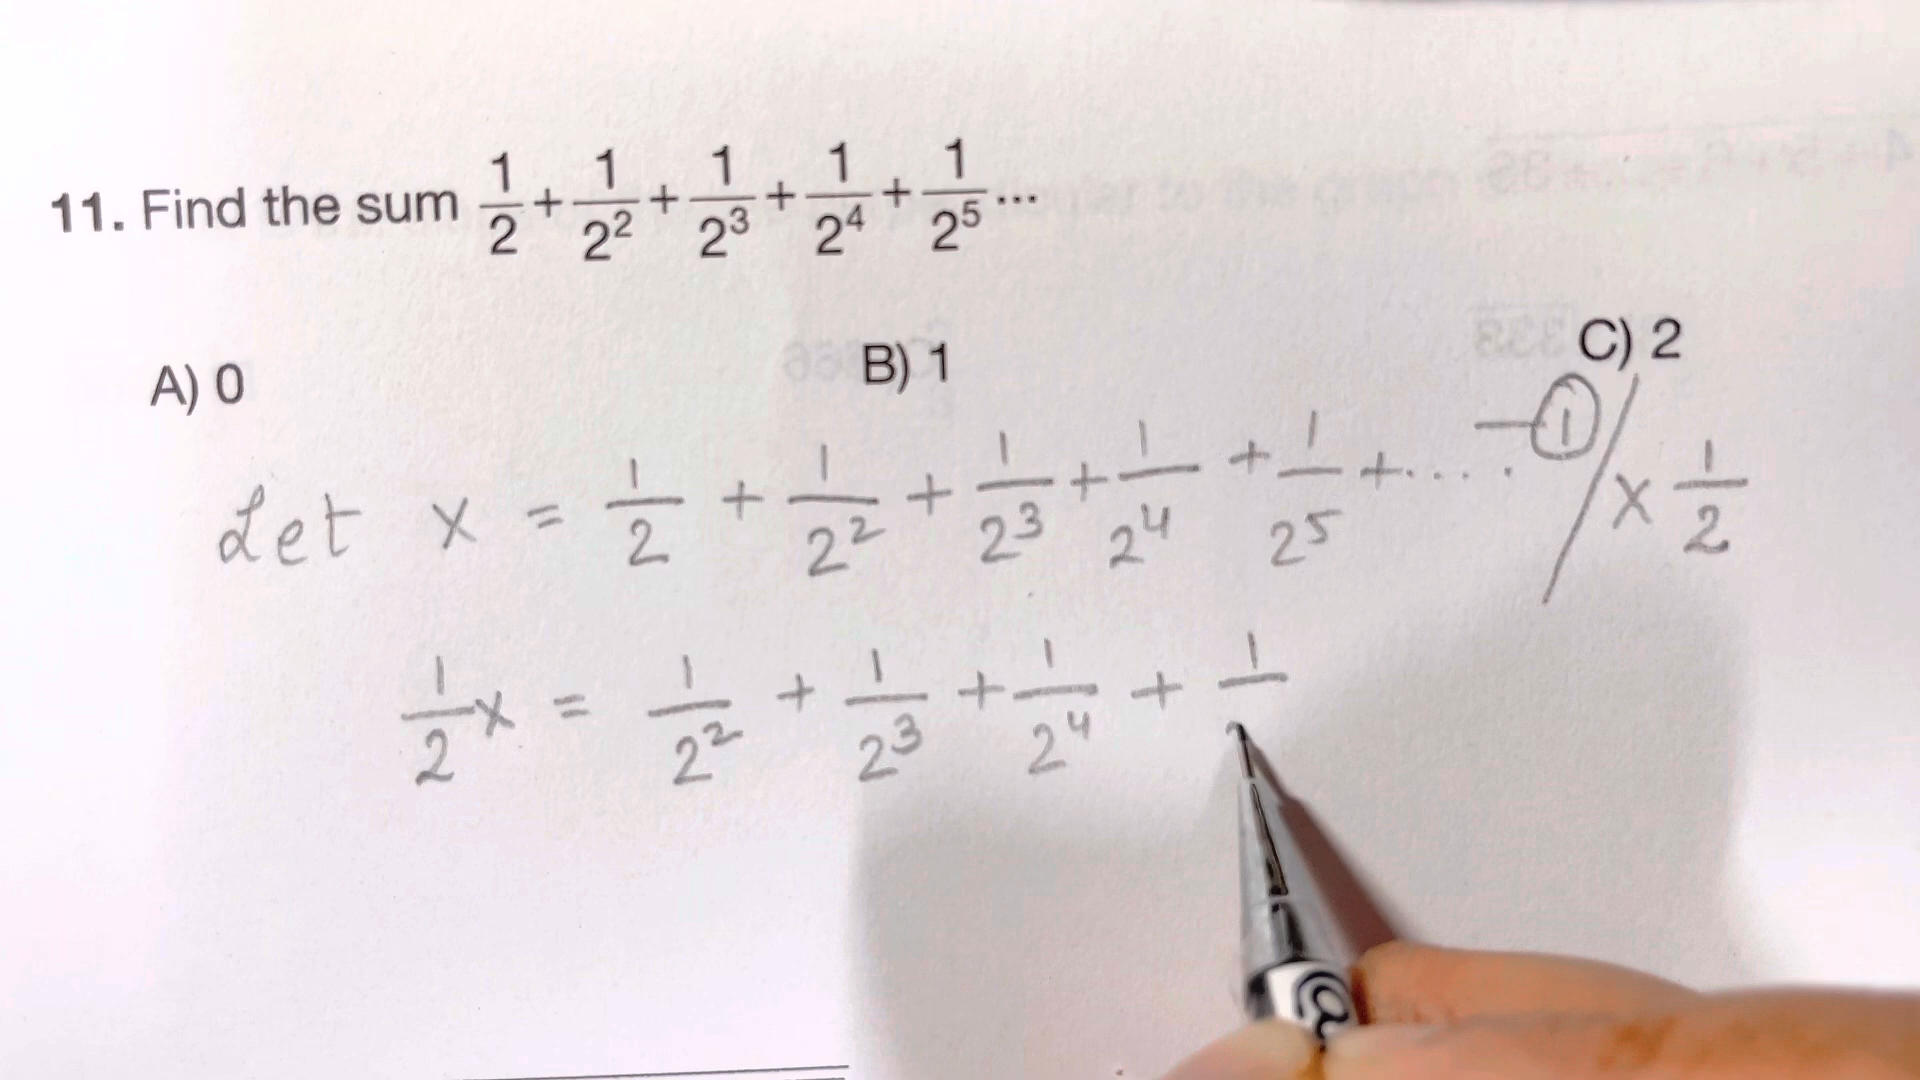 11. Find the sum 1/2 + 1/2² + 1/2³ + 1/2⁴ + 1/2⁵ ...
A) 0 B) 1 C) 2
Let x = 1/2 + 1/2² + 1/2³ + 1/2⁴ + 1/2⁵ + .... —① / x 1/2
1/2 x = 1/2² + 1/2³ + 1/2⁴ + 1/